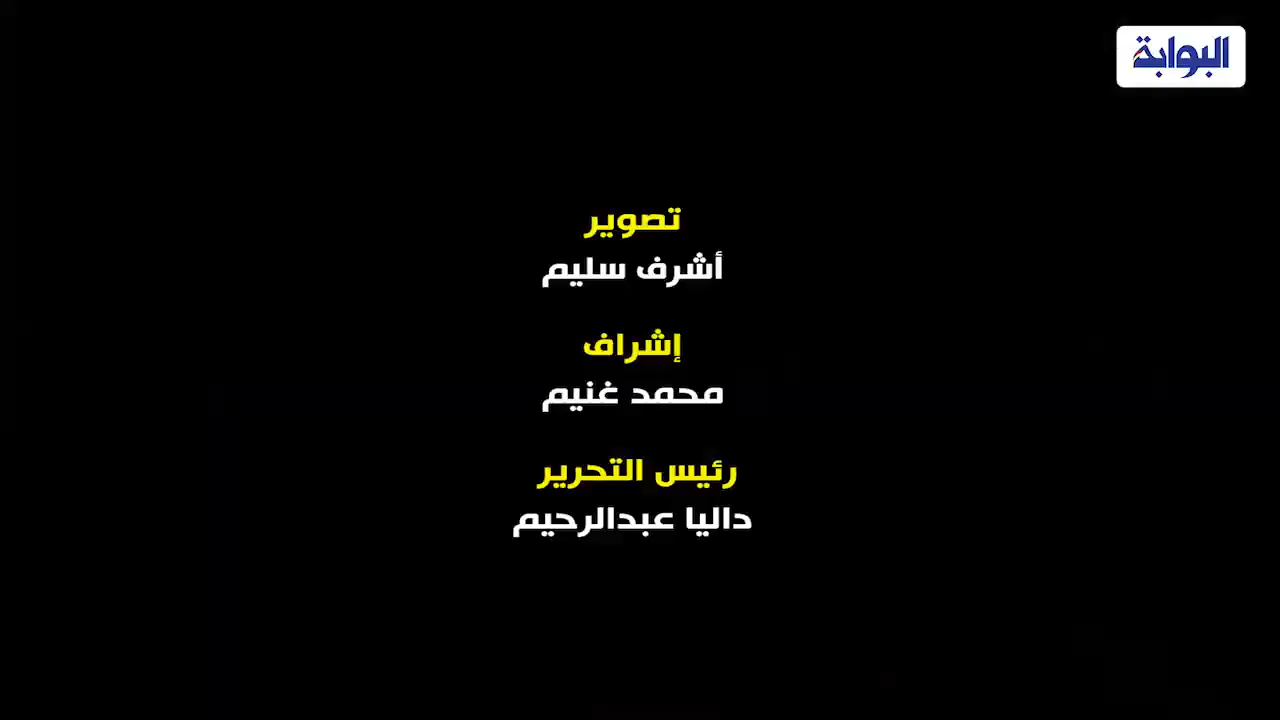 البوابة
تصوير
أشرف سليم
إشراف
محمد غنيم
رئيس التحرير
داليا عبدالرحيم